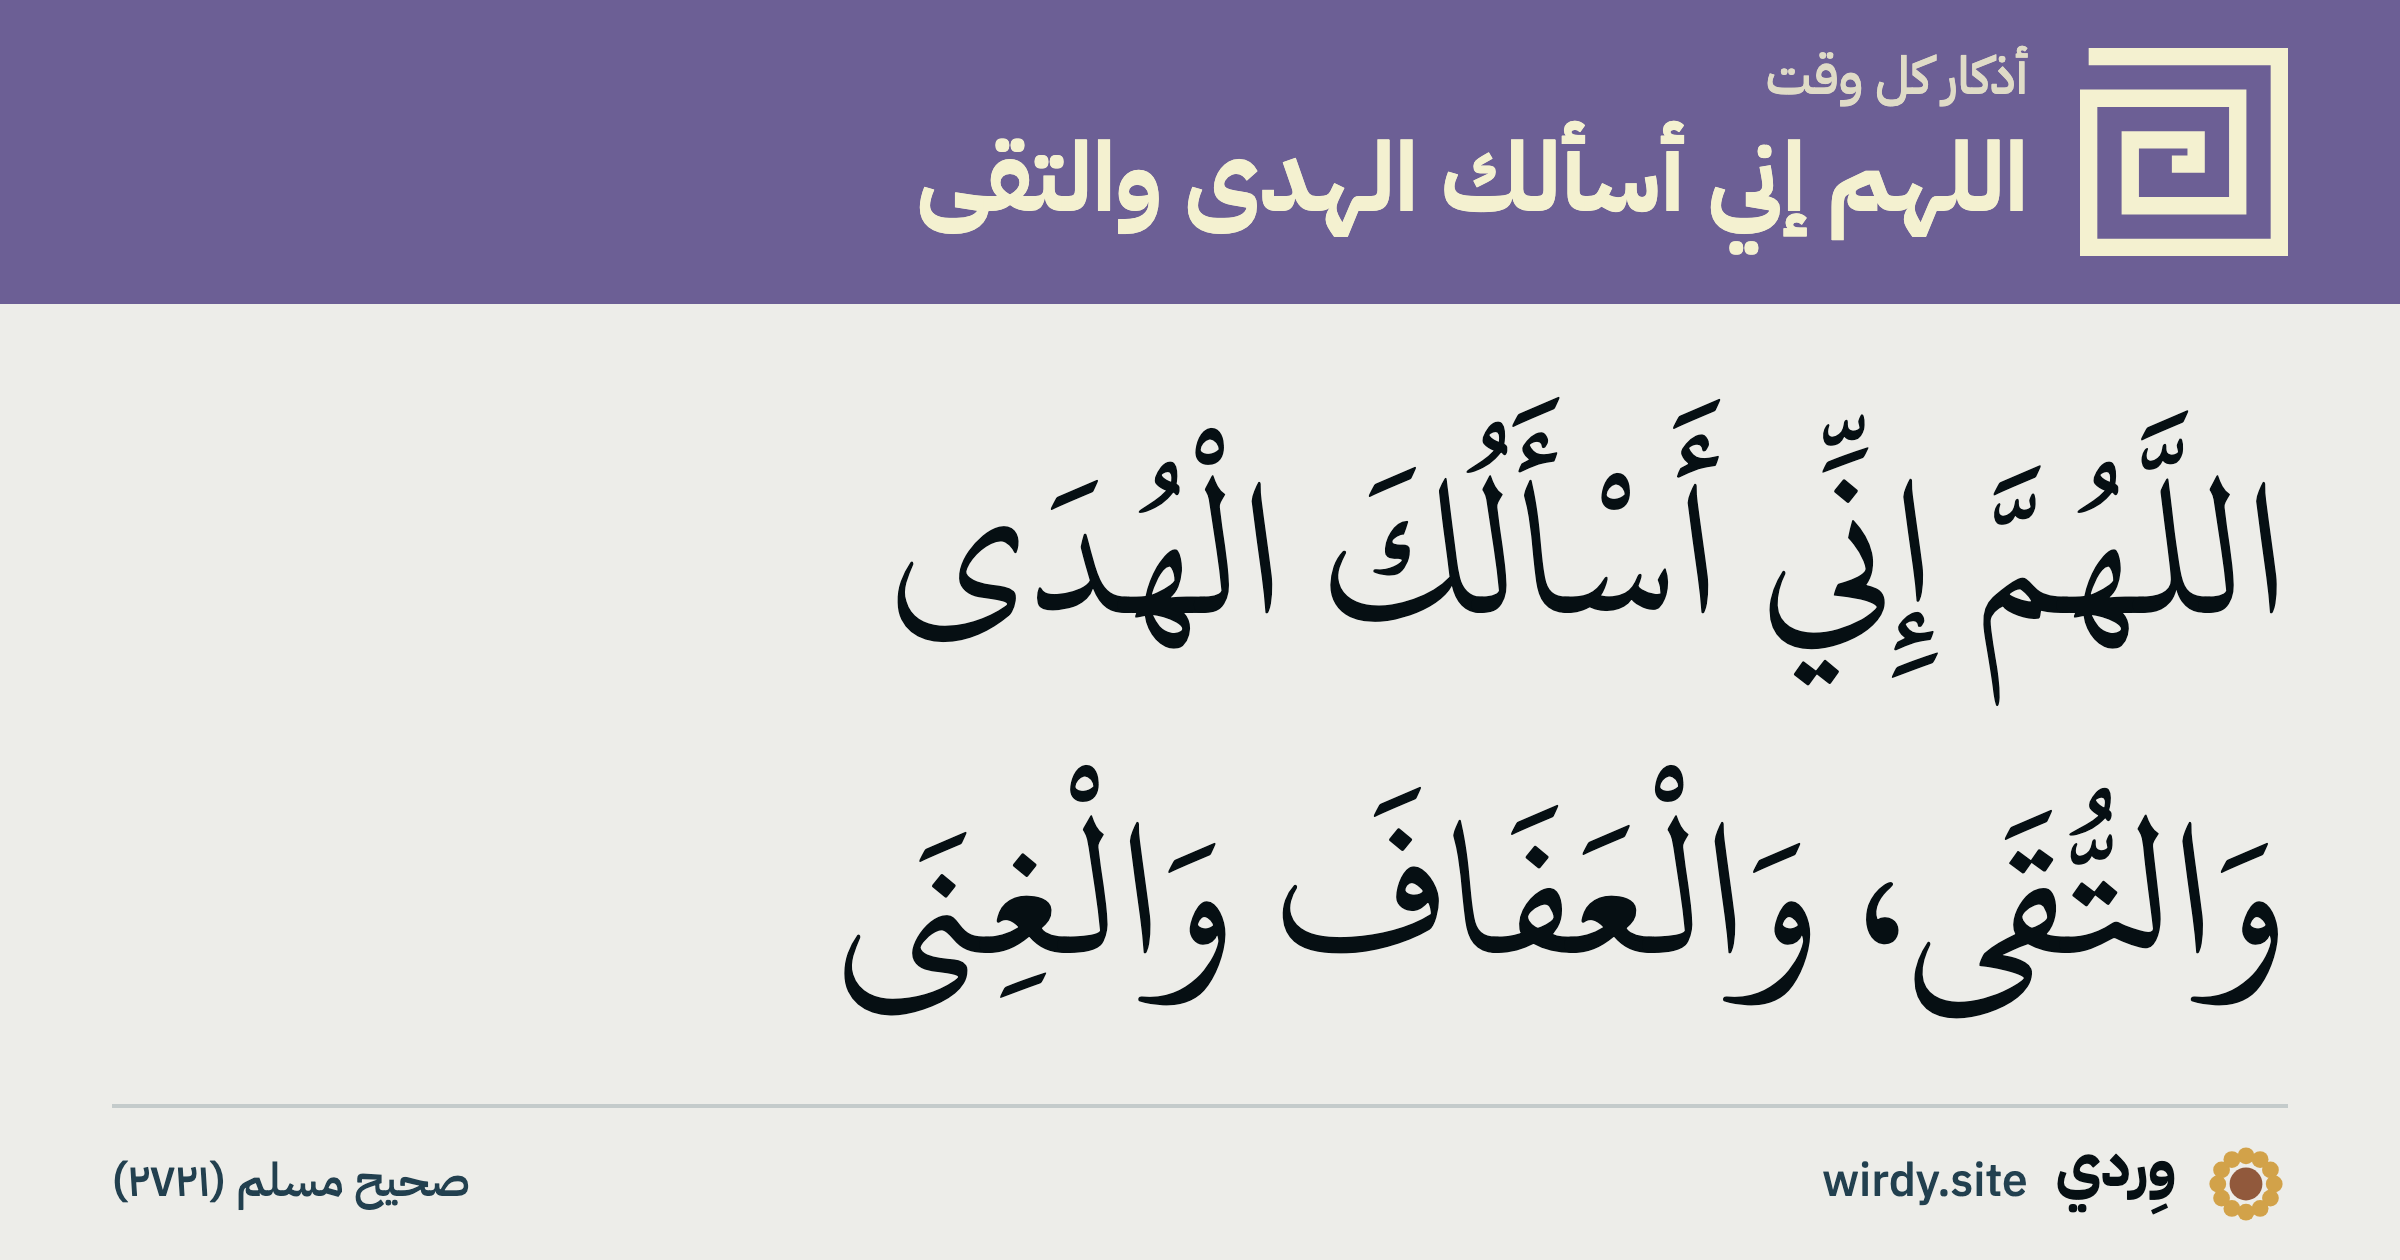 أذكار كل وقت
اللهم إني أسألك الهدى والتقى
اللَّهُمَّ إِنِّي أَسْأَلُكَ الْهُدَى
وَالتُّقَى، وَالْعَفَافَ وَالْغِنَى
وِردي wirdy.site
صحيح مسلم (٢٧٢١)